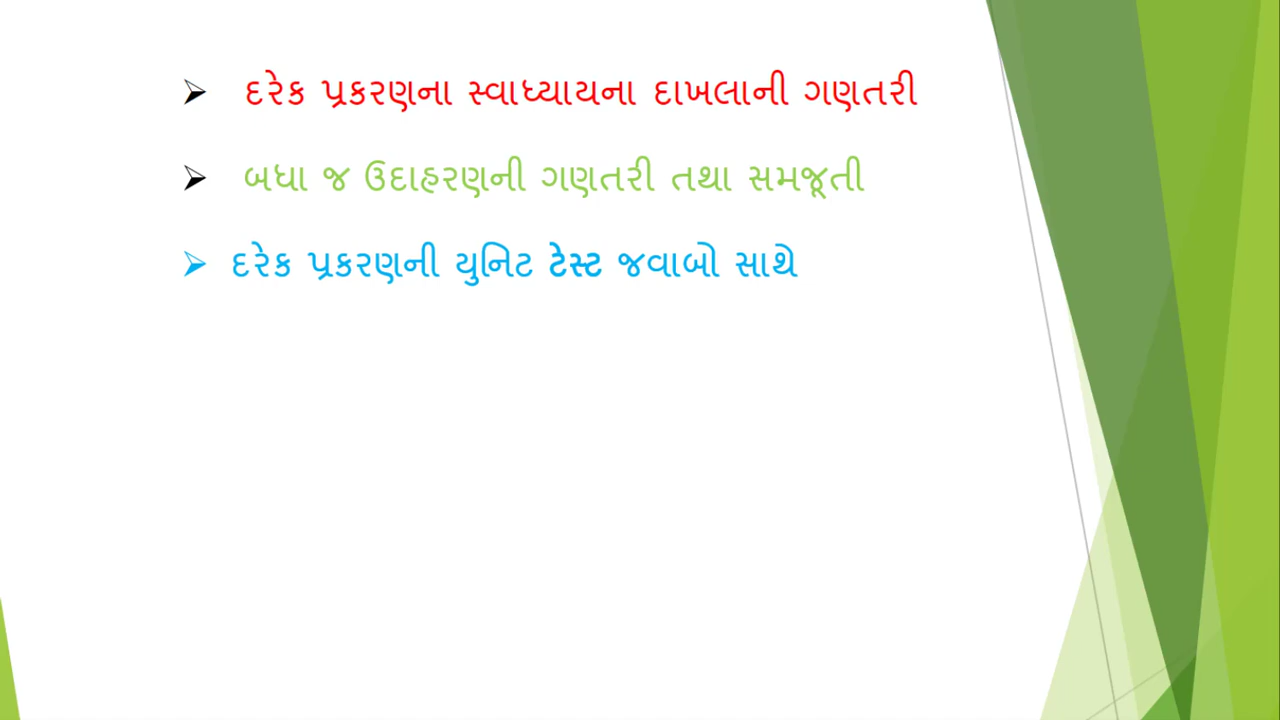 દરેક પ્રકરણના સ્વાધ્યાયના દાખલાની ગણતરી
બધા જ ઉદાહરણની ગણતરી તથા સમજૂતી
દરેક પ્રકરણની યુનિટ ટેસ્ટ જવાબો સાથે